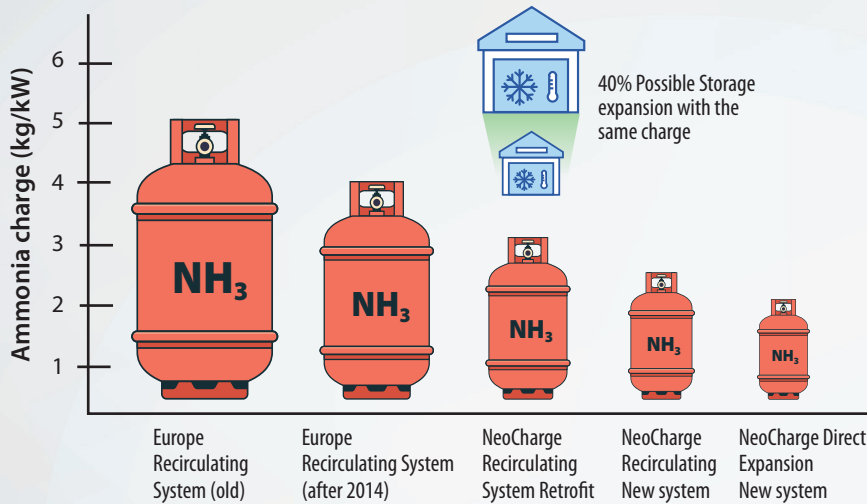 Ammonia charge (kg/kW)
6
5
4
3
2
1
40% Possible Storage
expansion with the
same charge
NH₃
NH₃
NH₃
NH₃
NH₃
Europe
Recirculating
System (old)
Europe
Recirculating System
(after 2014)
NeoCharge
Recirculating
System Retrofit
NeoCharge
Recirculating
New system
NeoCharge Direct
Expansion
New system